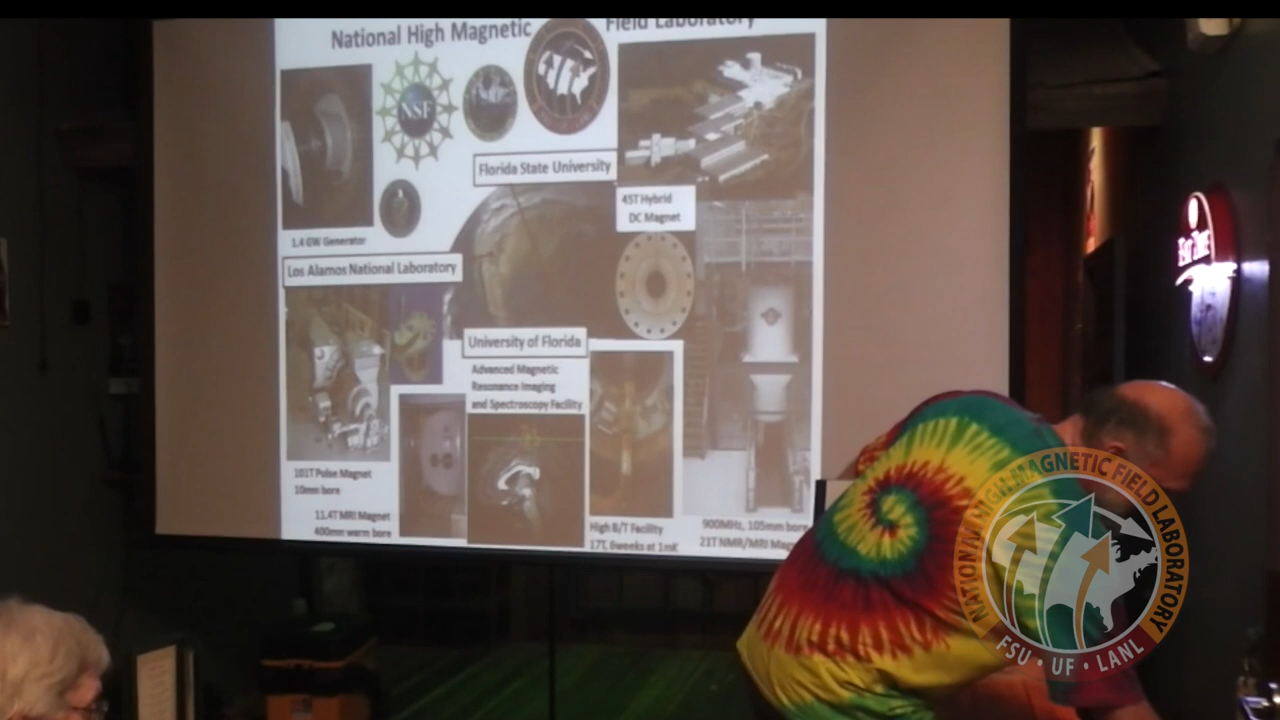 National High Magnetic Field Laboratory
NSF
Florida State University
45T Hybrid
DC Magnet
1.4 GW Generator
Los Alamos National Laboratory
University of Florida
Advanced Magnetic
Resonance Imaging
and Spectroscopy Facility
101T Pulse Magnet
10mm bore
11.4T MRI Magnet
400mm warm bore
High B/T Facility
17T, 6weeks at 1mK
900MHz, 105mm bore
21T NMR/MRI Magne
NATIONAL HIGH MAGNETIC FIELD LABORATORY
FSU • UF • LANL